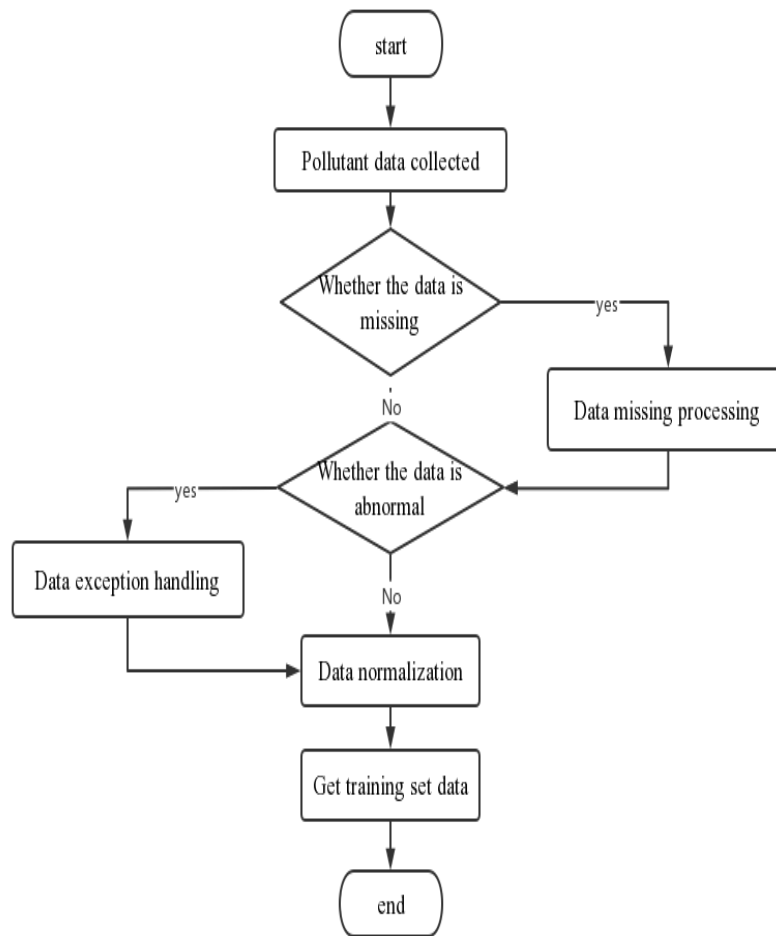 start
Pollutant data collected
Whether the data is
missing
yes
Data missing processing
No
Whether the data is
abnormal
yes
Data exception handling
No
Data normalization
Get training set data
end